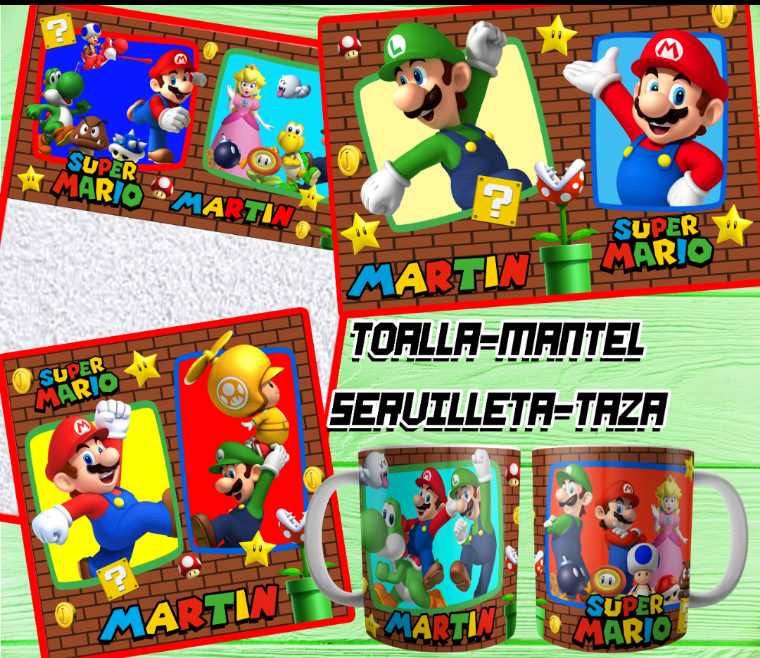 ?
M
SUPER
MARIO
MARTIN
L
M
?
MARTIN
SUPER
MARIO
TOALLA-MANTEL
SERVILLETA-TAZA
SUPER
MARIO
M
?
MARTIN
M
MARTIN
L
M
SUPER
MARIO